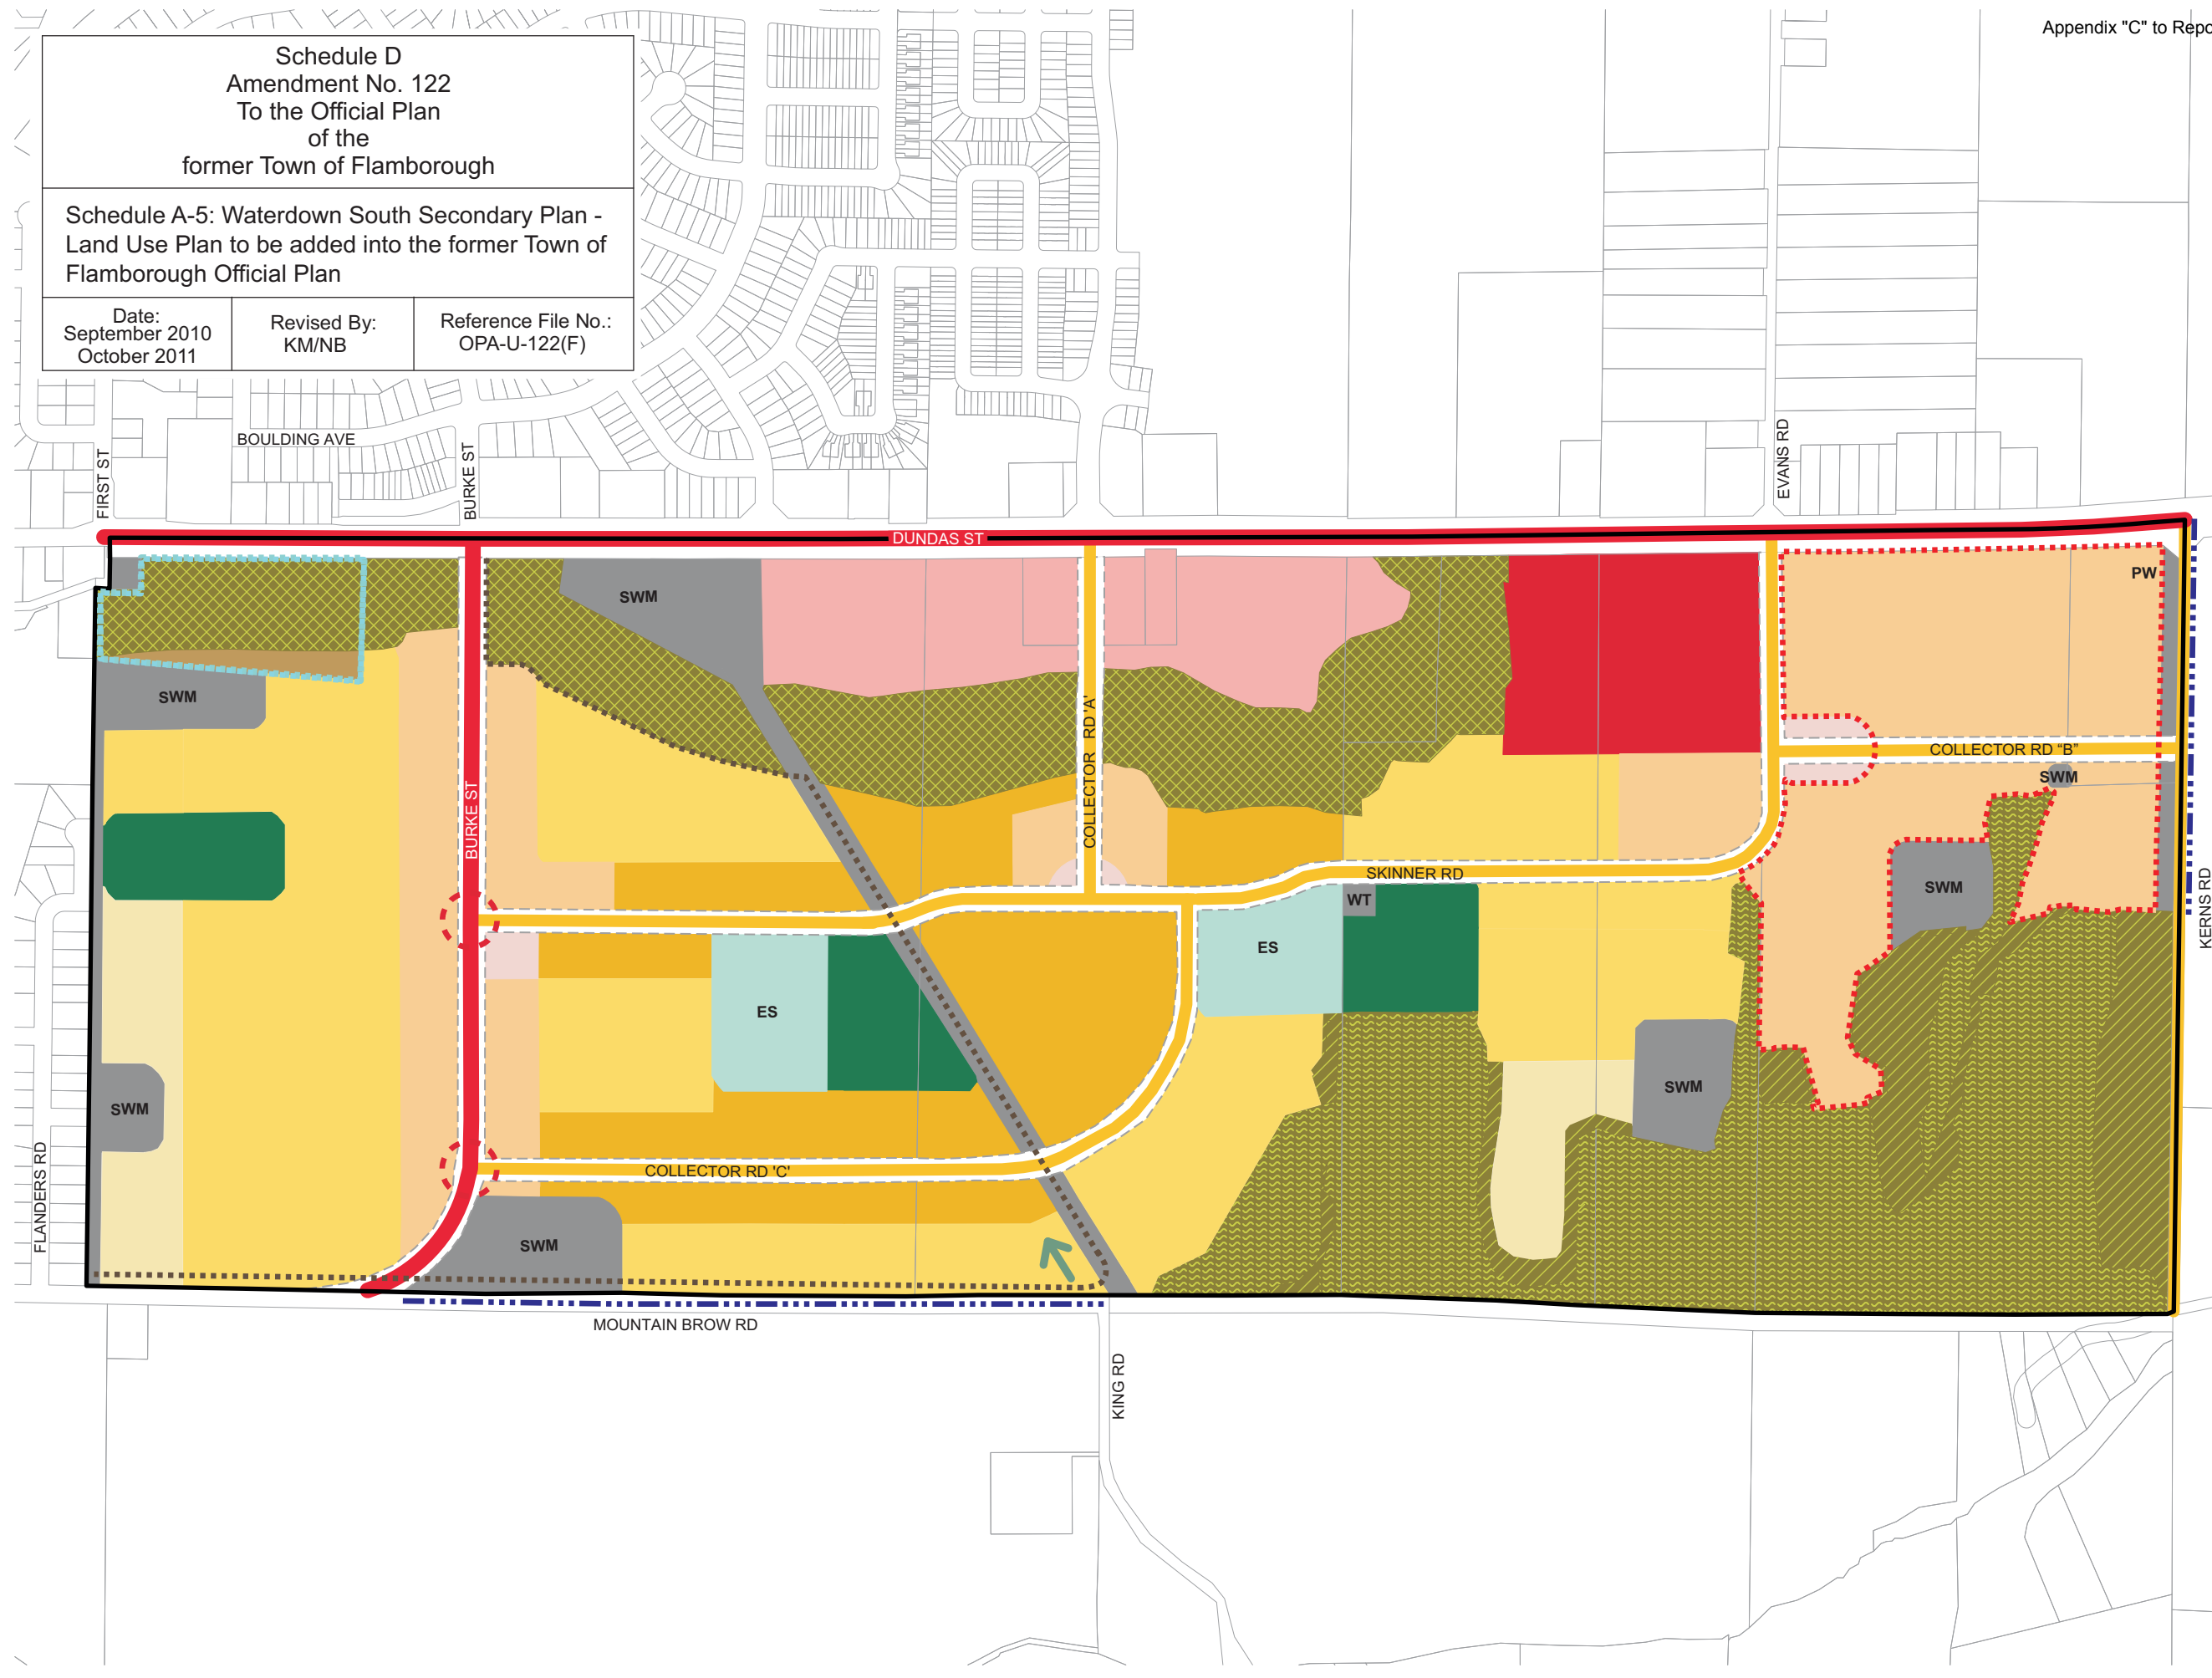 Appendix "C" to Repo
Schedule D
Amendment No. 122
To the Official Plan
of the
former Town of Flamborough
Schedule A-5: Waterdown South Secondary Plan -
Land Use Plan to be added into the former Town of
Flamborough Official Plan
Date:
September 2010
October 2011
Revised By:
KM/NB
Reference File No.:
OPA-U-122(F)
BOULDING AVE
FIRST ST
BURKE ST
EVANS RD
DUNDAS ST
PW
SWM
SWM
COLLECTOR RD 'A'
COLLECTOR RD "B"
SWM
BURKE ST
SKINNER RD
WT
SWM
KERNS RD
ES
ES
SWM
SWM
COLLECTOR RD 'C'
FLANDERS RD
SWM
MOUNTAIN BROW RD
KING RD